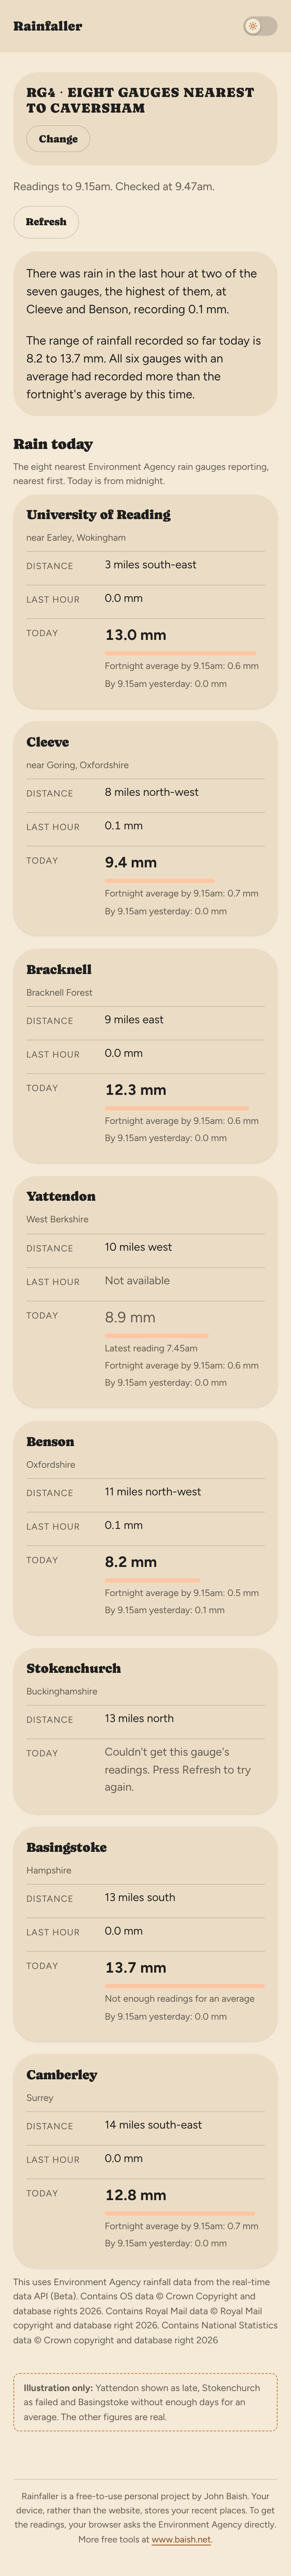 Rainfaller
RG4 · EIGHT GAUGES NEAREST
TO CAVERSHAM
Change
Readings to 9.15am. Checked at 9.47am.
Refresh
There was rain in the last hour at two of the
seven gauges, the highest of them, at
Cleeve and Benson, recording 0.1 mm.
The range of rainfall recorded so far today is
8.2 to 13.7 mm. All six gauges with an
average had recorded more than the
fortnight's average by this time.
Rain today
The eight nearest Environment Agency rain gauges reporting,
nearest first. Today is from midnight.
University of Reading
near Earley, Wokingham
DISTANCE 3 miles south-east
LAST HOUR 0.0 mm
TODAY 13.0 mm
Fortnight average by 9.15am: 0.6 mm
By 9.15am yesterday: 0.0 mm
Cleeve
near Goring, Oxfordshire
DISTANCE 8 miles north-west
LAST HOUR 0.1 mm
TODAY 9.4 mm
Fortnight average by 9.15am: 0.7 mm
By 9.15am yesterday: 0.0 mm
Bracknell
Bracknell Forest
DISTANCE 9 miles east
LAST HOUR 0.0 mm
TODAY 12.3 mm
Fortnight average by 9.15am: 0.6 mm
By 9.15am yesterday: 0.0 mm
Yattendon
West Berkshire
DISTANCE 10 miles west
LAST HOUR Not available
TODAY 8.9 mm
Latest reading 7.45am
Fortnight average by 9.15am: 0.6 mm
By 9.15am yesterday: 0.0 mm
Benson
Oxfordshire
DISTANCE 11 miles north-west
LAST HOUR 0.1 mm
TODAY 8.2 mm
Fortnight average by 9.15am: 0.5 mm
By 9.15am yesterday: 0.1 mm
Stokenchurch
Buckinghamshire
DISTANCE 13 miles north
TODAY Couldn't get this gauge's
readings. Press Refresh to try
again.
Basingstoke
Hampshire
DISTANCE 13 miles south
LAST HOUR 0.0 mm
TODAY 13.7 mm
Not enough readings for an average
By 9.15am yesterday: 0.0 mm
Camberley
Surrey
DISTANCE 14 miles south-east
LAST HOUR 0.0 mm
TODAY 12.8 mm
Fortnight average by 9.15am: 0.7 mm
By 9.15am yesterday: 0.0 mm
This uses Environment Agency rainfall data from the real-time
data API (Beta). Contains OS data © Crown Copyright and
database rights 2026. Contains Royal Mail data © Royal Mail
copyright and database right 2026. Contains National Statistics
data © Crown copyright and database right 2026
Illustration only: Yattendon shown as late, Stokenchurch
as failed and Basingstoke without enough days for an
average. The other figures are real.
Rainfaller is a free-to-use personal project by John Baish. Your
device, rather than the website, stores your recent places. To get
the readings, your browser asks the Environment Agency directly.
More free tools at www.baish.net.